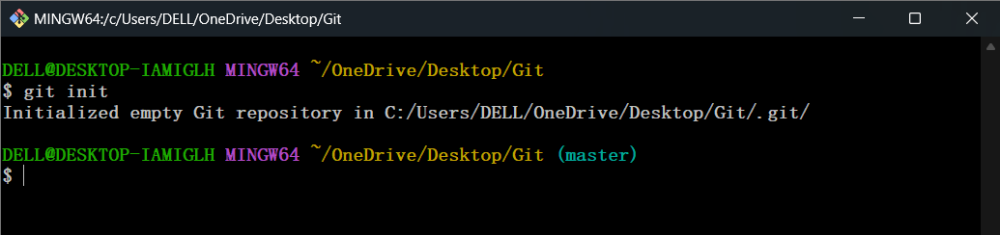 MINGW64:/c/Users/DELL/OneDrive/Desktop/Git
DELL@DESKTOP-IAMIGLH MINGW64 ~/OneDrive/Desktop/Git
$ git init
Initialized empty Git repository in C:/Users/DELL/OneDrive/Desktop/Git/.git/
DELL@DESKTOP-IAMIGLH MINGW64 ~/OneDrive/Desktop/Git (master)
$